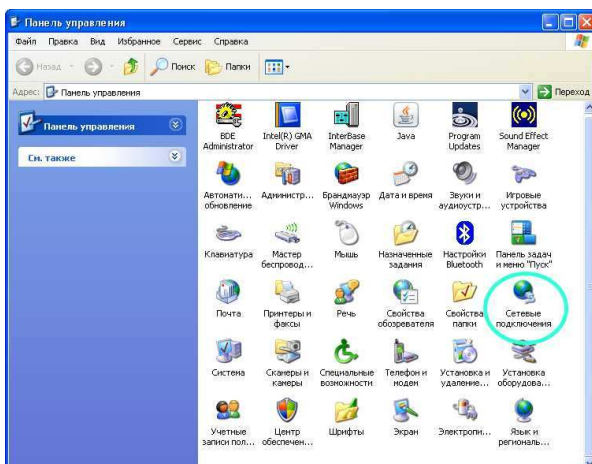 Панель управления
Файл Правка Вид Избранное Сервис Справка
Назад Поиск Папки
Адрес: Панель управления Переход
Панель управления
См. также
BDE Administrator
Intel(R) GMA Driver
InterBase Manager
Java
Program Updates
Sound Effect Manager
Автомати... обновление
Администр...
Брандмауэр Windows
Дата и время
Звуки и аудиоустр...
Игровые устройства
Клавиатура
Мастер беспровод...
Мышь
Назначенные задания
Настройки Bluetooth
Панель задач и меню "Пуск"
Почта
Принтеры и факсы
Речь
Свойства обозревателя
Свойства папки
Сетевые подключения
Система
Сканеры и камеры
Специальные возможности
Телефон и модем
Установка и удаление...
Установка оборудова...
Учетные записи пол...
Центр обеспечен...
Шрифты
Экран
Электропи...
Язык и региональ...